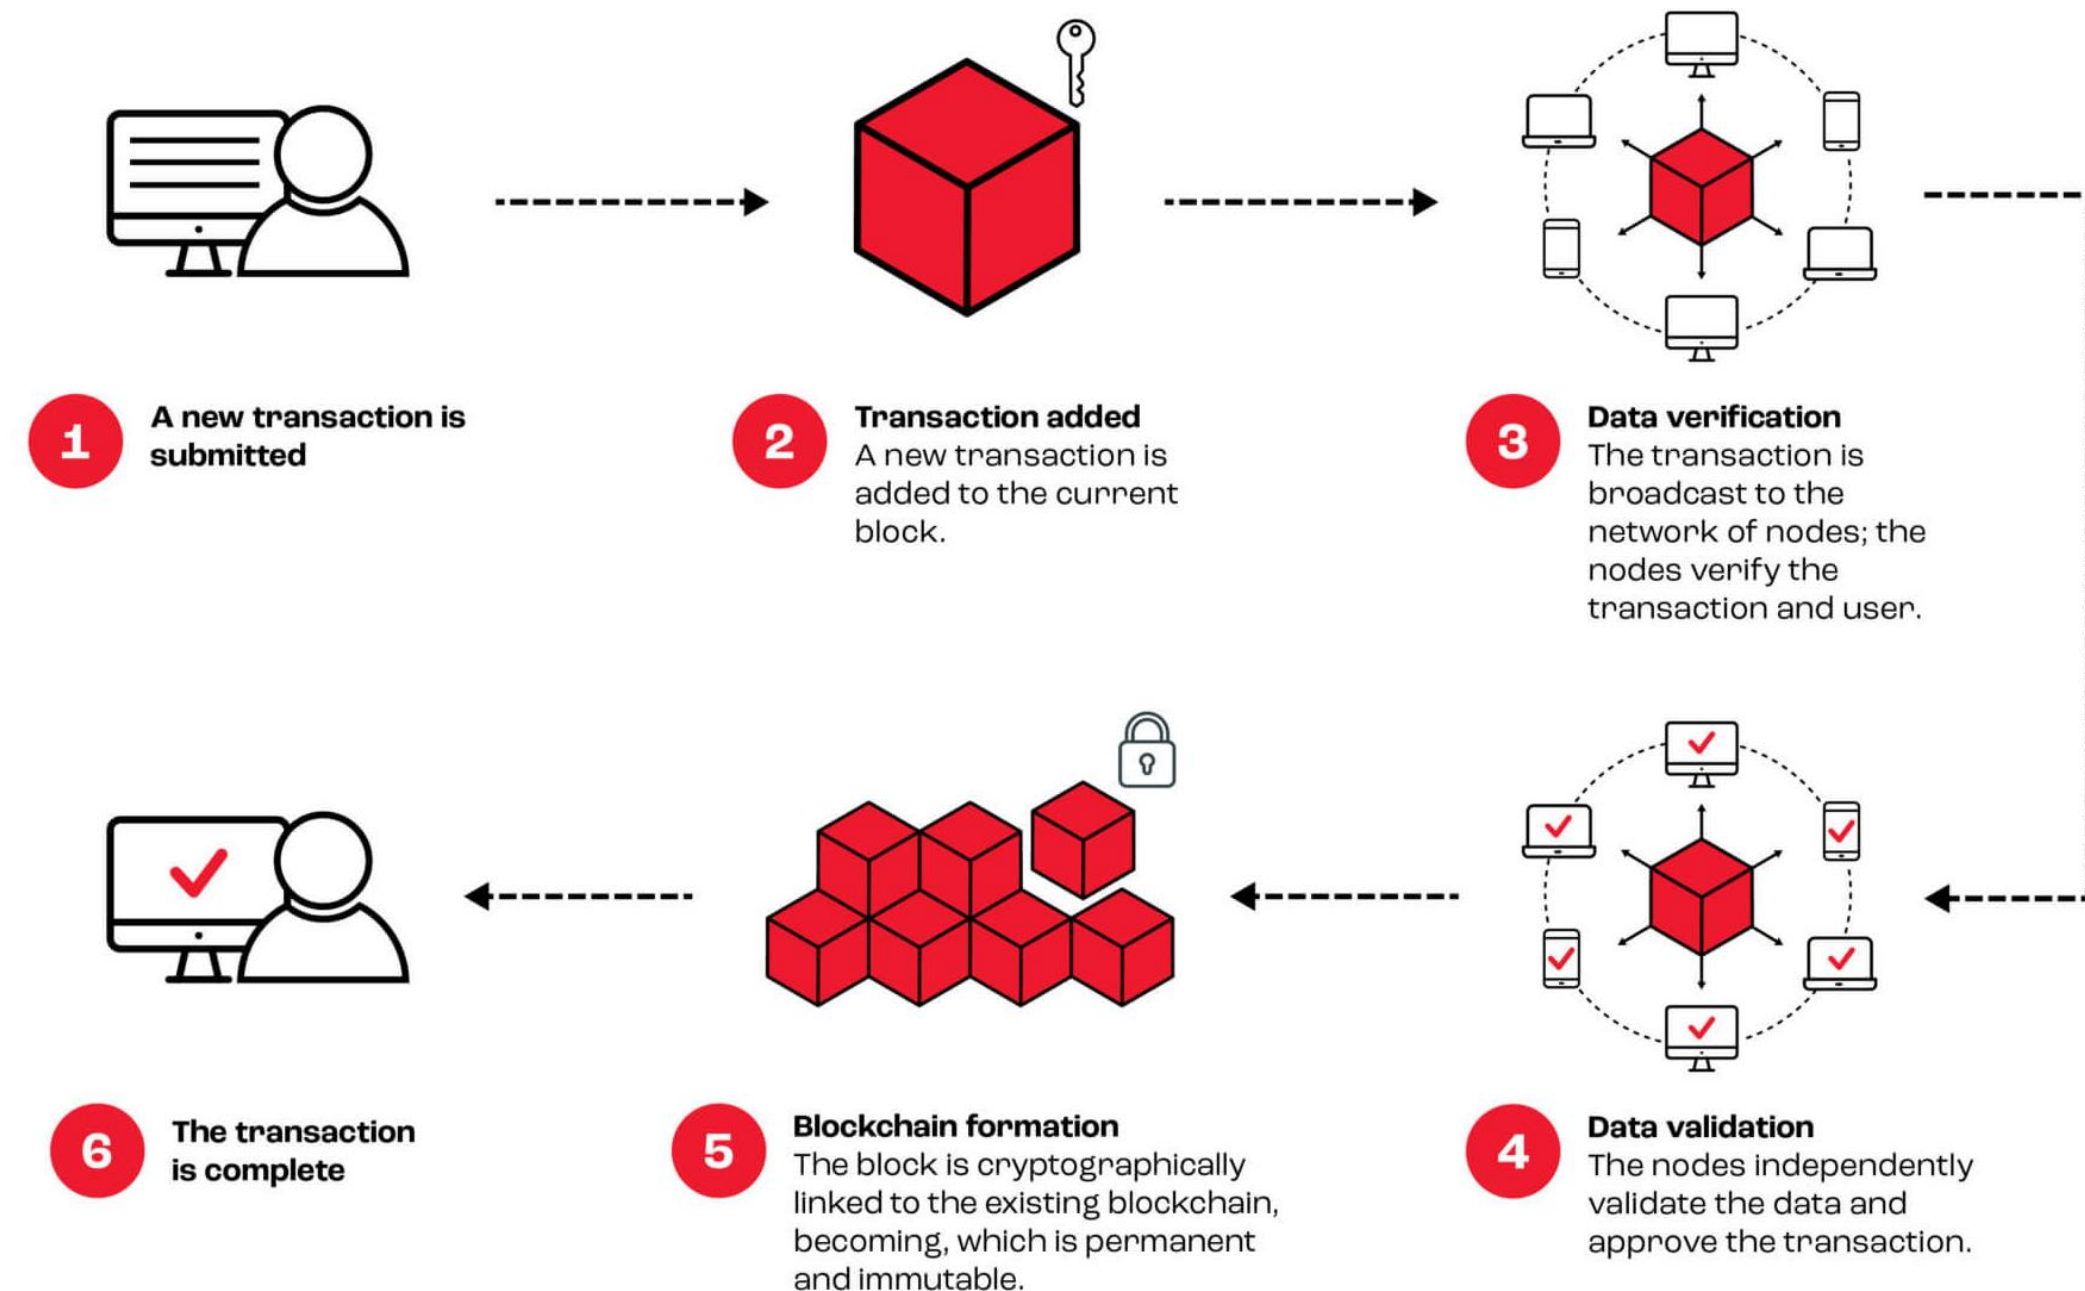 1
A new transaction is
submitted
2
Transaction added
A new transaction is
added to the current
block.
3
Data verification
The transaction is
broadcast to the
network of nodes; the
nodes verify the
transaction and user.
4
Data validation
The nodes independently
validate the data and
approve the transaction.
5
Blockchain formation
The block is cryptographically
linked to the existing blockchain,
becoming, which is permanent
and immutable.
6
The transaction
is complete